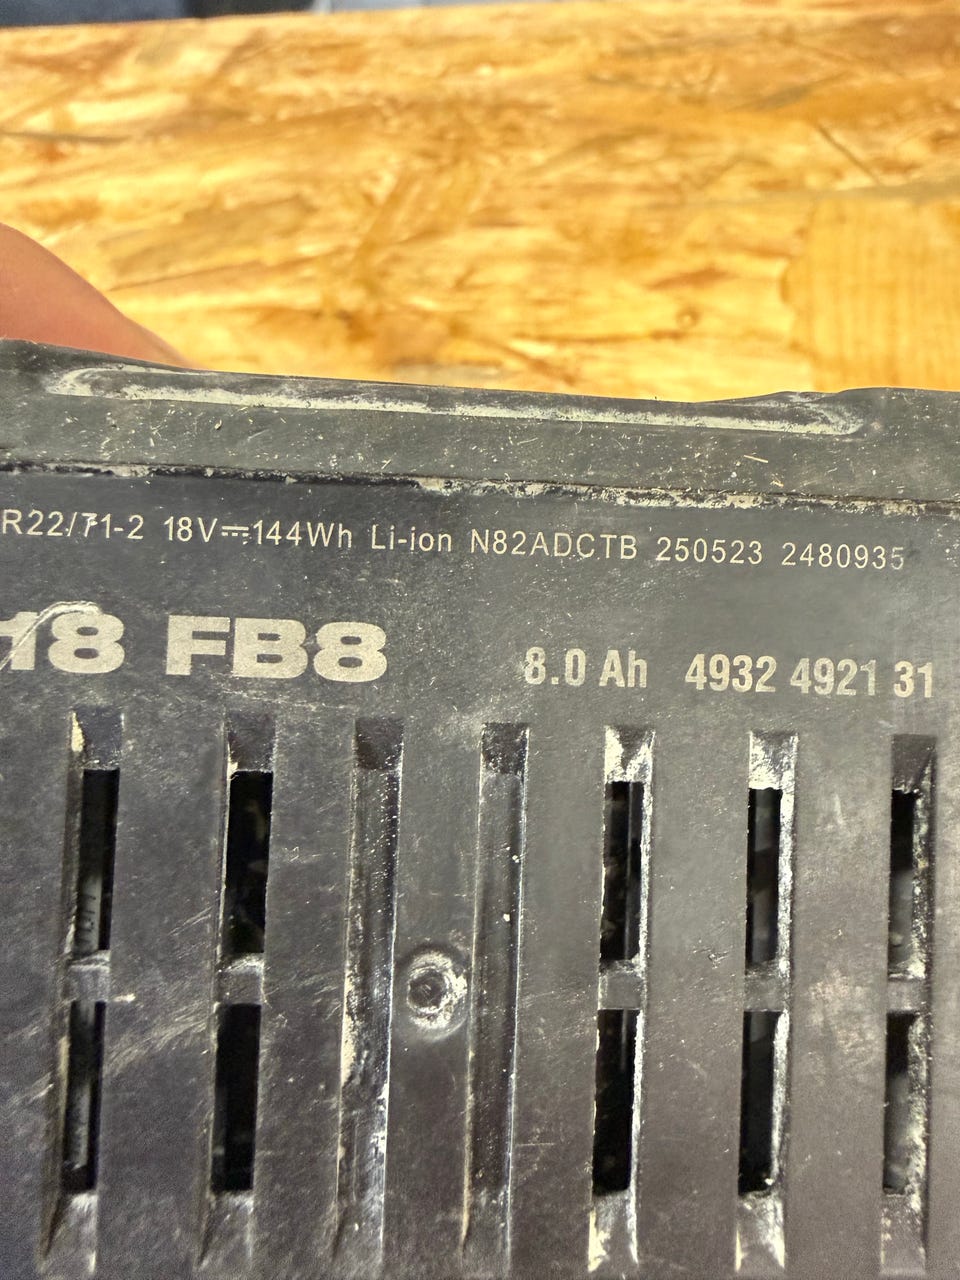 R22/71-2 18V⎓144Wh Li-ion N82ADCTB 250523 2480935
18 FB8 8.0 Ah 4932 4921 31